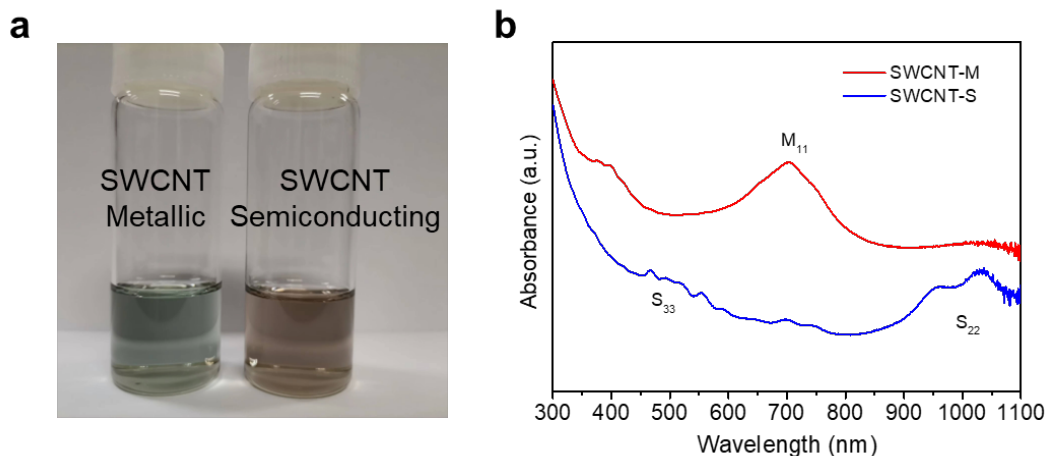 a
SWCNT
Metallic
SWCNT
Semiconducting
b
SWCNT-M
SWCNT-S
M₁₁
S₃₃
S₂₂
Absorbance (a.u.)
300 400 500 600 700 800 900 1000 1100
Wavelength (nm)